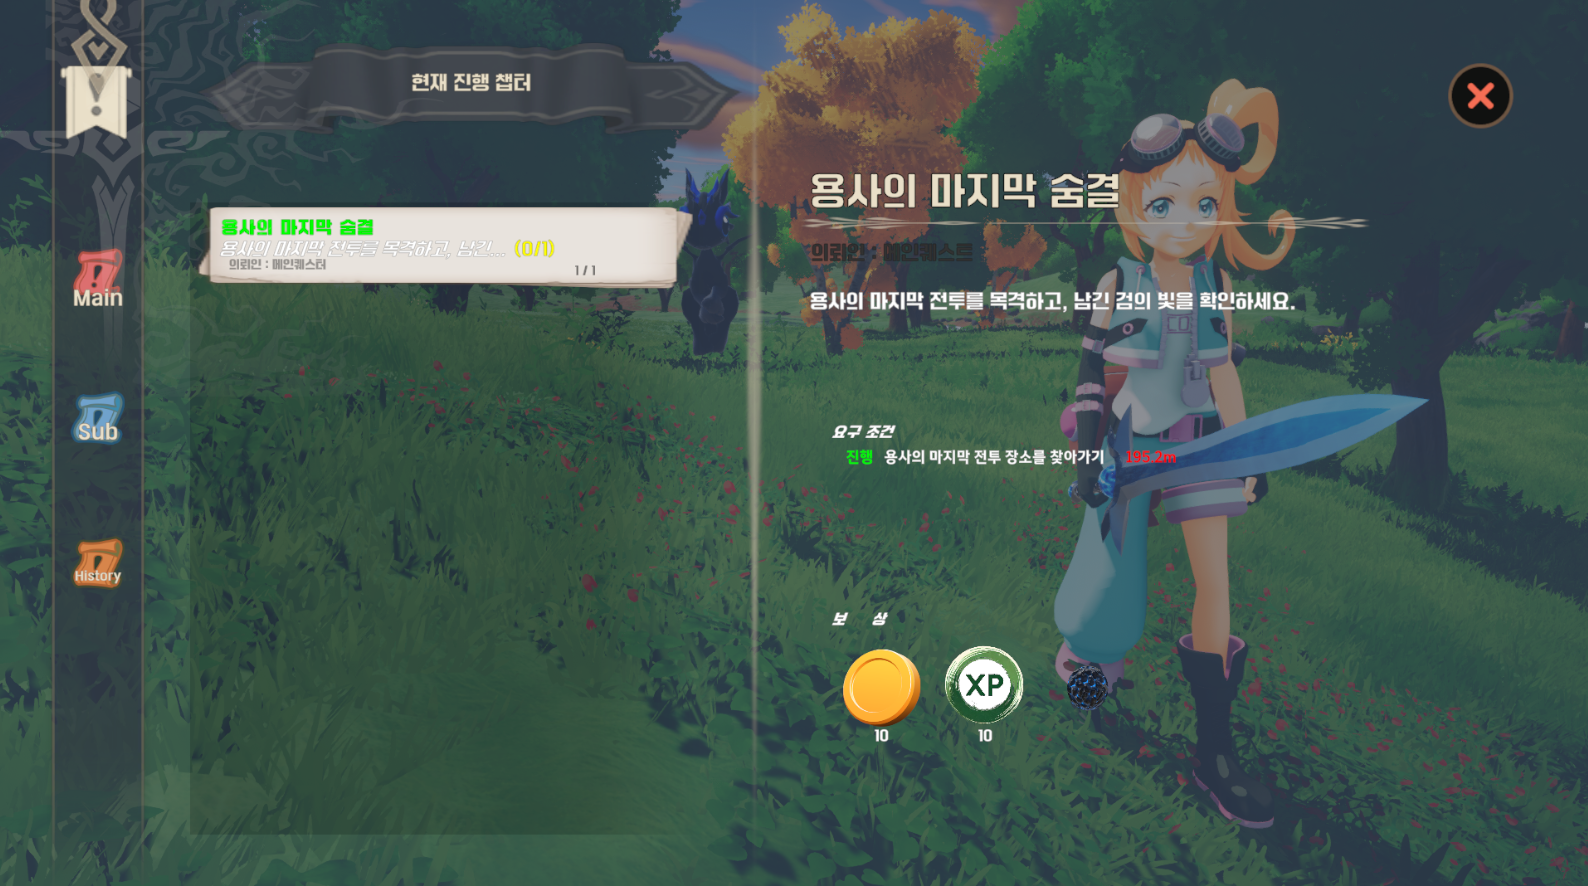 현재 진행 챕터
용사의 마지막 숨결
용사의 마지막 전투를 목격하고, 남긴... (0/1)
의뢰인 : 메인퀘스터
1 / 1
Main
Sub
History
용사의 마지막 숨결
의뢰인 : 메인퀘스트
용사의 마지막 전투를 목격하고, 남긴 검의 빛을 확인하세요.
요구 조건
진행 용사의 마지막 전투 장소를 찾아가기 195.2m
보 상
XP
10
10